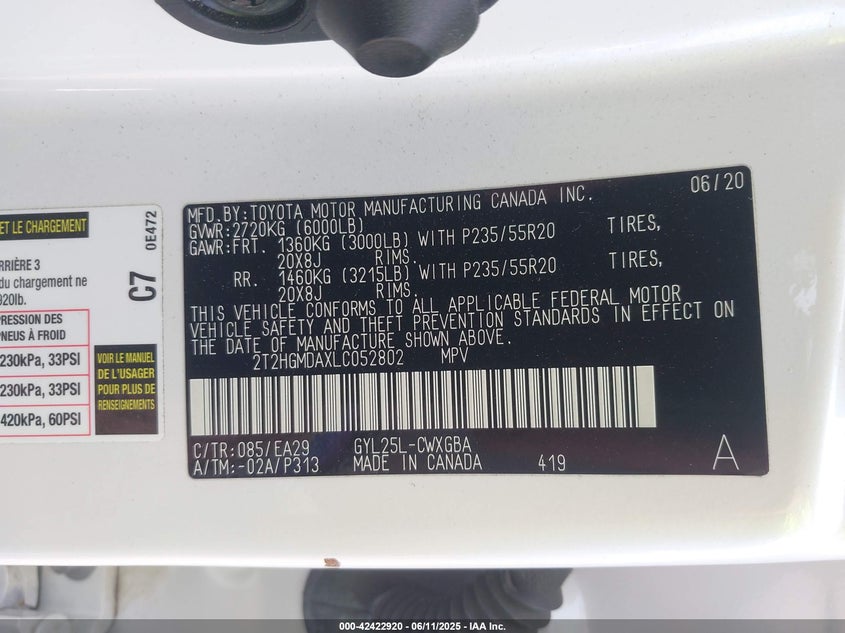 ET LE CHARGEMENT
0E472
C7
RRIÈRE 3
du chargement ne
920lb.
PRESSION DES
PNEUS À FROID
230kPa, 33PSI
230kPa, 33PSI
420kPa, 60PSI
VOIR LE MANUEL
DE L'USAGER
POUR PLUS DE
RENSEIGNEMENTS
MFD.BY:TOYOTA MOTOR MANUFACTURING CANADA INC. 06/20
GVWR:2720KG (6000LB)
GAWR:FRT. 1360KG (3000LB) WITH P235/55R20 TIRES,
20X8J RIMS.
RR. 1460KG (3215LB) WITH P235/55R20 TIRES,
20X8J RIMS.
THIS VEHICLE CONFORMS TO ALL APPLICABLE FEDERAL MOTOR
VEHICLE SAFETY AND THEFT PREVENTION STANDARDS IN EFFECT ON
THE DATE OF MANUFACTURE SHOWN ABOVE.
2T2HGMDAXLC052802 MPV
C/TR:085/EA29 GYL25L-CWXGBA
A/TM:-02A/P313 MADE IN CANADA 419 A
000-42422920 - 06/11/2025 - IAA Inc.